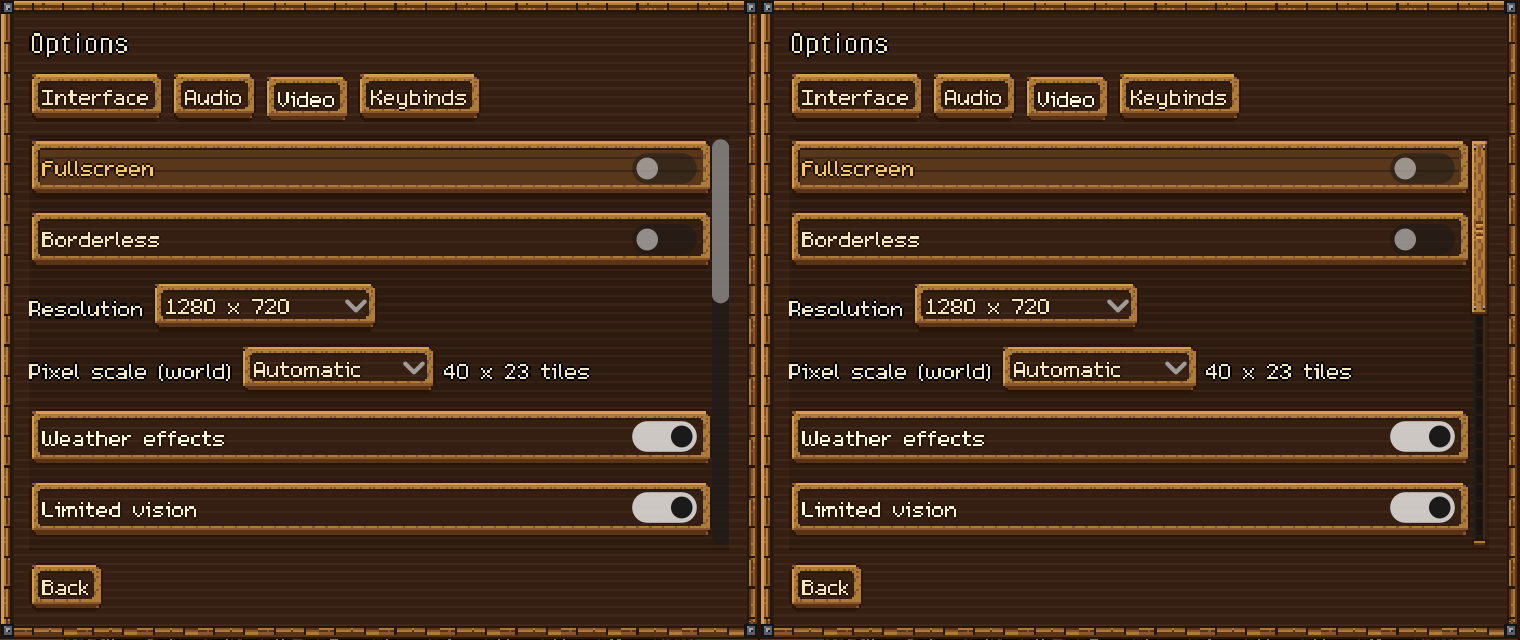 Options
Interface Audio Video Keybinds
Fullscreen
Borderless
Resolution 1280 x 720
Pixel scale (world) Automatic 40 x 23 tiles
Weather effects
Limited vision
Back
Options
Interface Audio Video Keybinds
Fullscreen
Borderless
Resolution 1280 x 720
Pixel scale (world) Automatic 40 x 23 tiles
Weather effects
Limited vision
Back